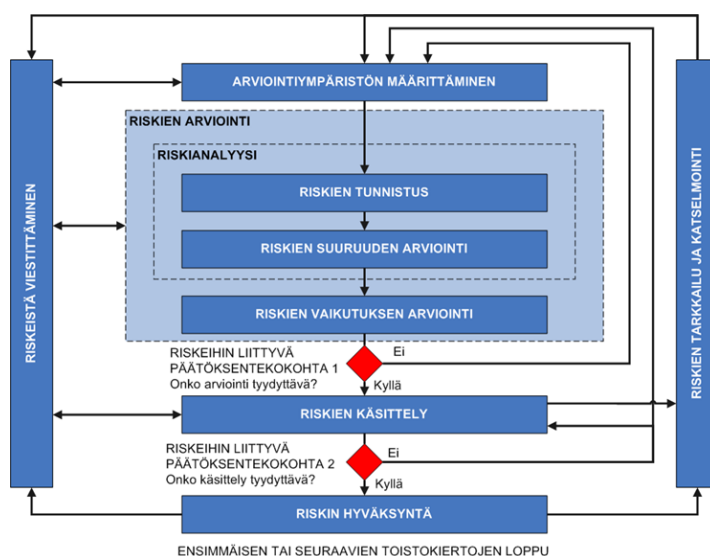 ARVIOINTIYMPÄRISTÖN MÄÄRITTÄMINEN
RISKIEN ARVIOINTI
RISKIANALYYSI
RISKIEN TUNNISTUS
RISKIEN SUURUUDEN ARVIOINTI
RISKIEN VAIKUTUKSEN ARVIOINTI
RISKEIHIN LIITTYVÄ
PÄÄTÖKSENTEKOKOHTA 1
Onko arviointi tyydyttävä?
Ei
Kyllä
RISKIEN KÄSITTELY
RISKEIHIN LIITTYVÄ
PÄÄTÖKSENTEKOKOHTA 2
Onko käsittely tyydyttävä?
Ei
Kyllä
RISKIN HYVÄKSYNTÄ
ENSIMMÄISEN TAI SEURAAVIEN TOISTOKIERTOJEN LOPPU
RISKEISTÄ VIESTITTÄMINEN
RISKIEN TARKKAILU JA KATSELMOINTI